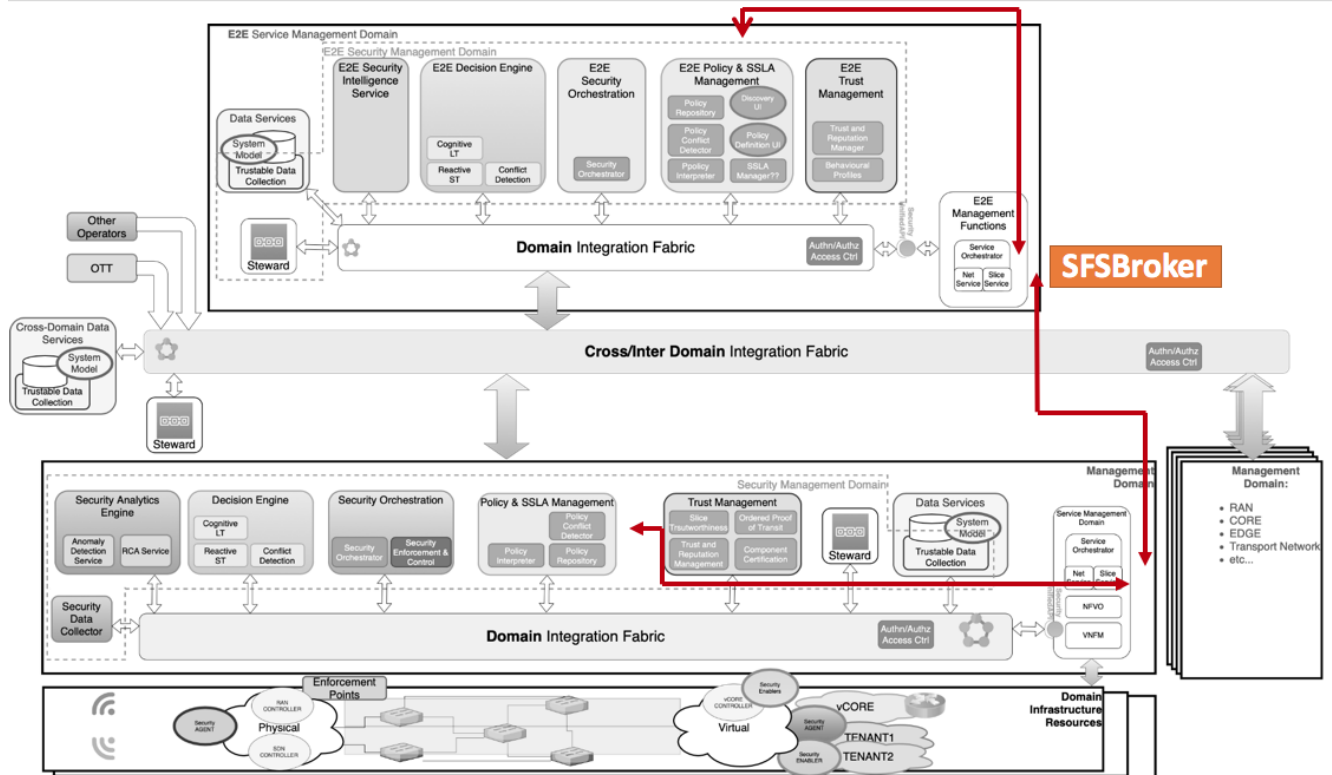 E2E Service Management Domain
E2E Security Management Domain
E2E Security
Intelligence
Service
E2E Decision Engine
Cognitive
LT
Reactive
ST
Conflict
Detection
E2E
Security
Orchestration
Security
Orchestrator
E2E Policy & SSLA
Management
Policy
Repository
Discovery
UI
Policy
Conflict
Detector
Policy
Definition UI
Ppolicy
Interpreter
SSLA
Manager??
E2E
Trust
Management
Trust and
Reputation
Manager
Behavioural
Profiles
Data Services
System
Model
Trustable Data
Collection
Steward
Domain Integration Fabric
Authn/Authz
Access Ctrl
Security
UnifiedAPI
E2E
Management
Functions
Service
Orchestrator
Net
Service
Slice
Service
SFSBroker
Other
Operators
OTT
Cross-Domain Data
Services
System
Model
Trustable Data
Collection
Steward
Cross/Inter Domain Integration Fabric
Authn/Authz
Access Ctrl
Management
Domain
Security Management Domain
Security Analytics
Engine
Anomaly
Detection
Service
RCA Service
Decision Engine
Cognitive
LT
Reactive
ST
Conflict
Detection
Security Orchestration
Security
Orchestrator
Security
Enforcement &
Control
Policy & SSLA Management
Policy
Conflict
Detector
Policy
Interpreter
Policy
Repository
Trust Management
Slice
Trsutworthiness
Ordered Proof
of Transit
Trust and
Reputation
Management
Component
Certification
Steward
Data Services
System
Model
Trustable Data
Collection
Service Management
Domain
Service
Orchestrator
Net
Service
Slice
Service
NFVO
VNFM
Security
UnifiedAPI
Security
Data
Collector
Domain Integration Fabric
Authn/Authz
Access Ctrl
Management
Domain:
• RAN
• CORE
• EDGE
• Transport Network
• etc...
Enforcement
Points
Security
AGENT
RAN
CONTROLLER
Physical
SDN
CONTROLLER
vCORE
CONTROLLER
Security
Enablers
Virtual
vCORE
Security
AGENT
TENANT1
Security
ENABLER
TENANT2
Domain
Infrastructure
Resources